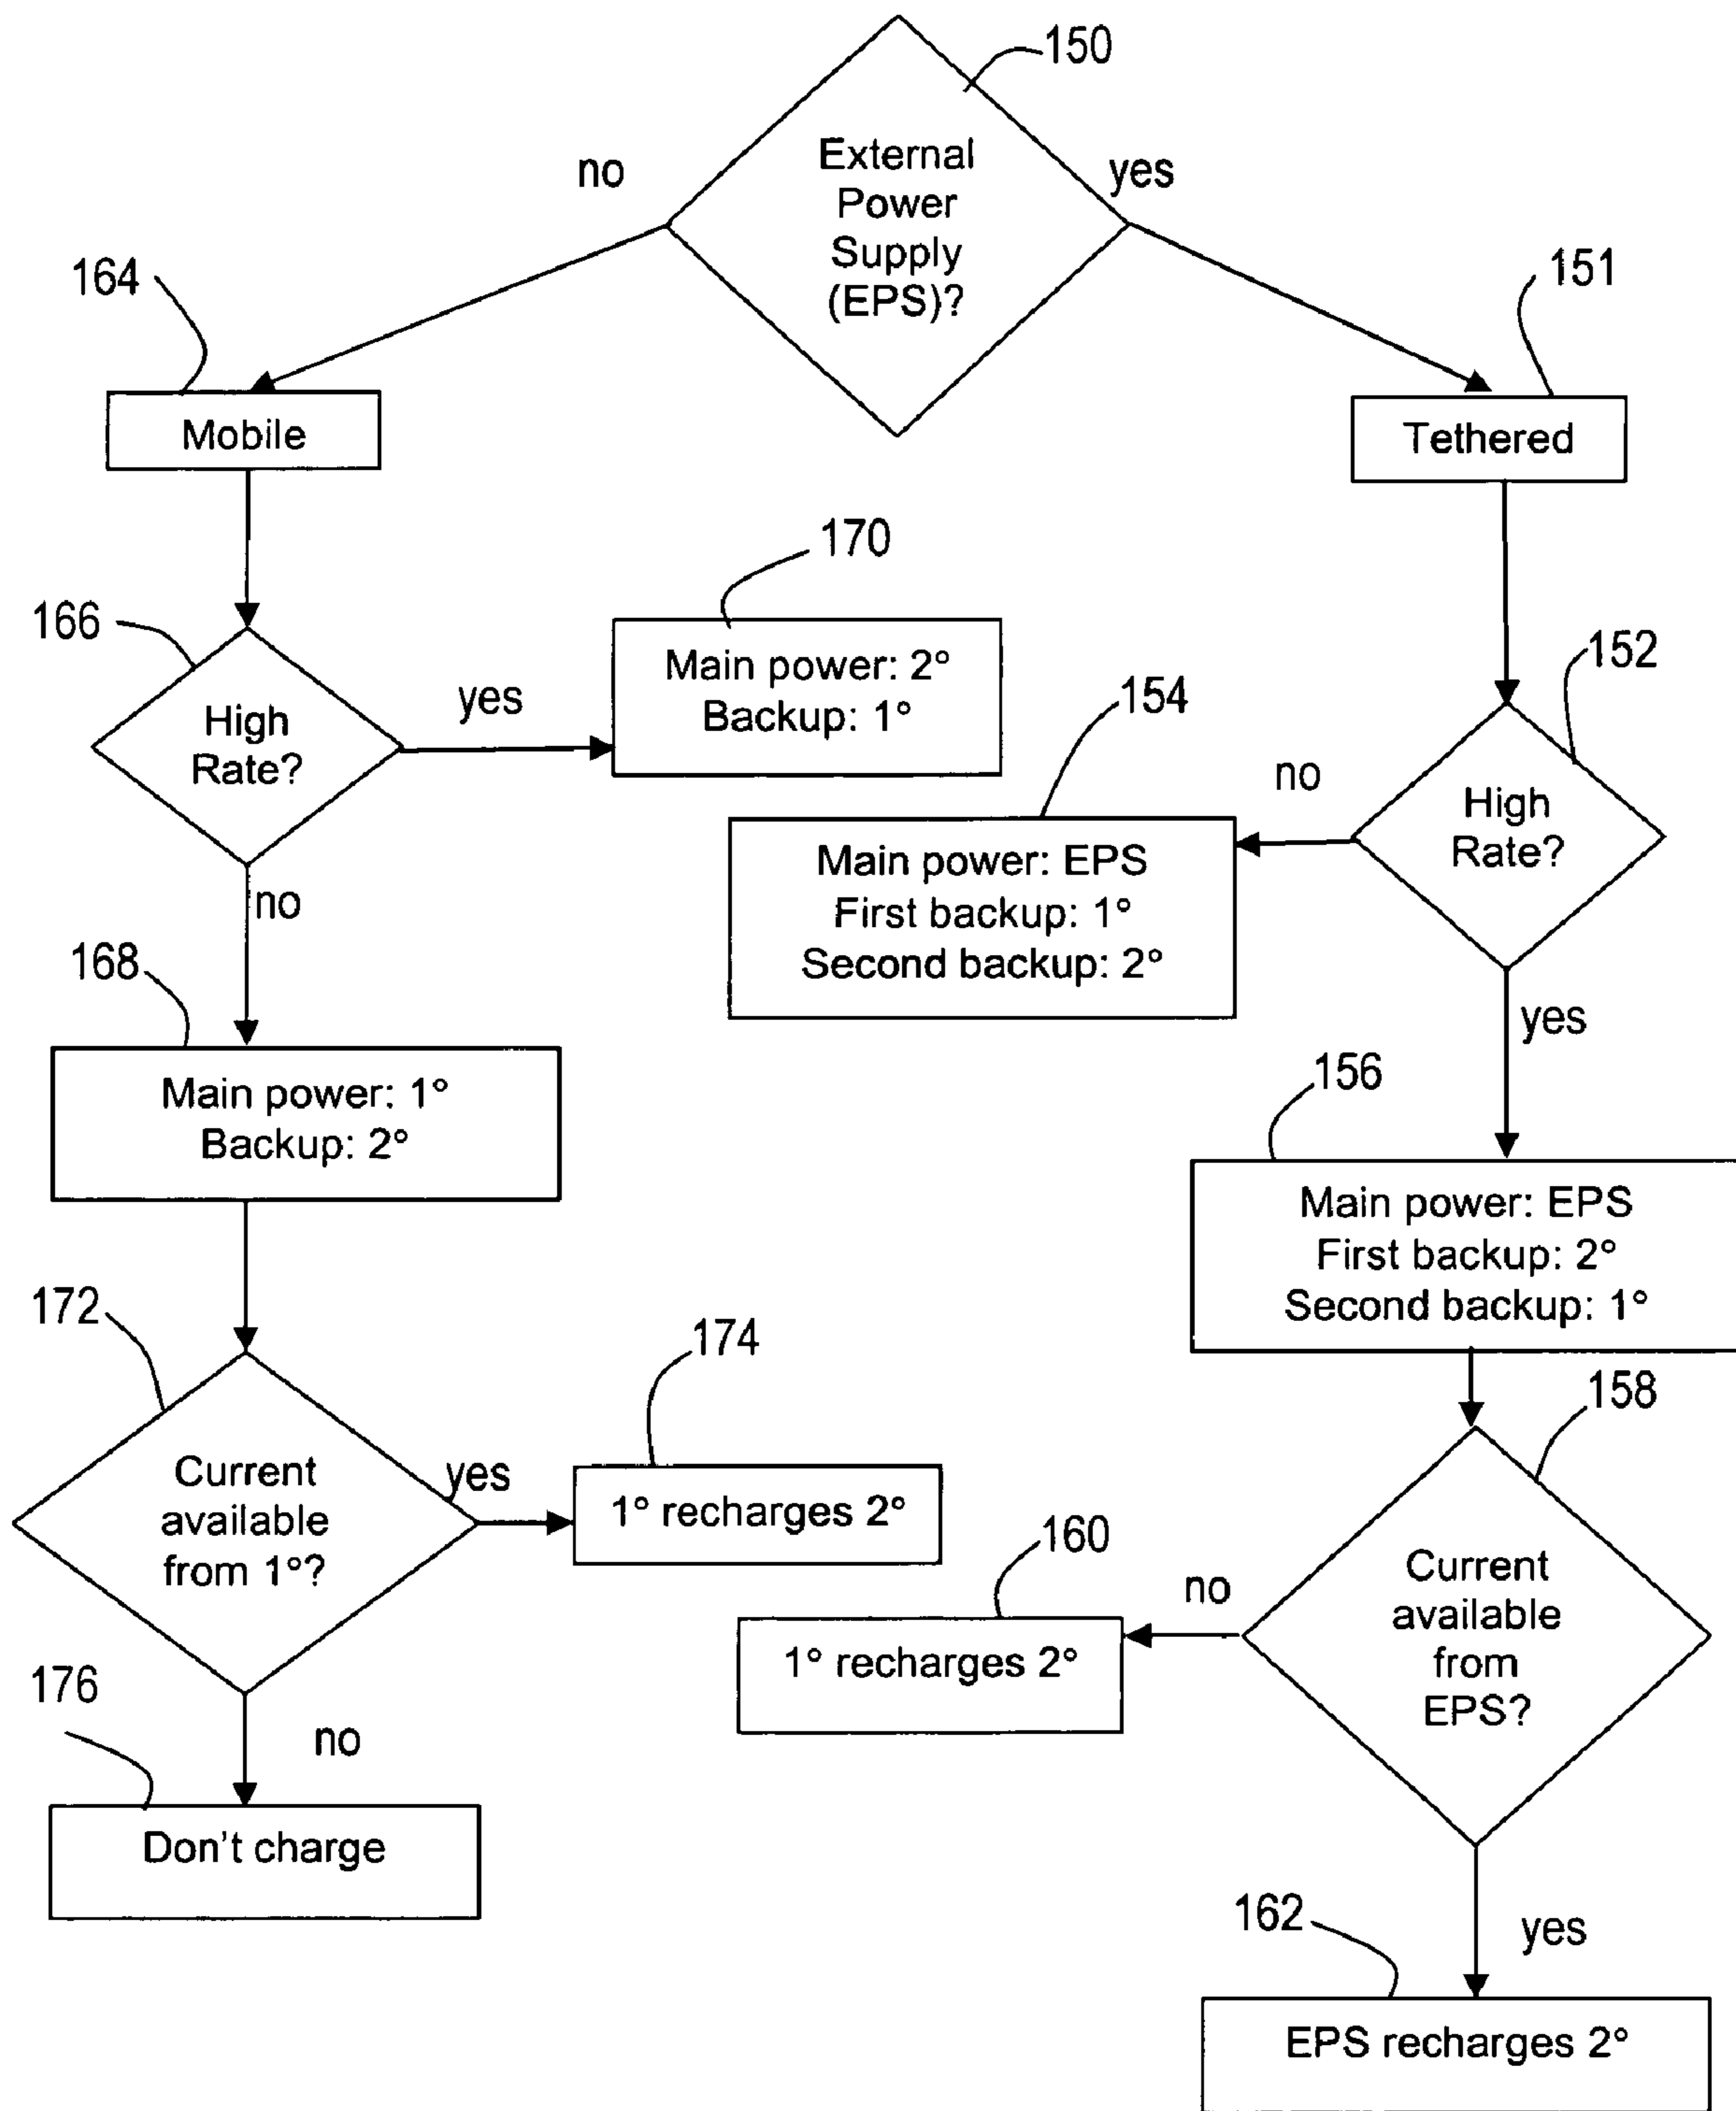 150
External
Power
Supply
(EPS)?
no
yes
164
151
Mobile
Tethered
170
166
Main power: 2°
Backup: 1°
152
154
High
Rate?
yes
no
High
Rate?
Main power: EPS
First backup: 1°
Second backup: 2°
no
168
yes
Main power: 1°
Backup: 2°
156
Main power: EPS
First backup: 2°
Second backup: 1°
172
174
158
Current
available
from 1°?
yes
1° recharges 2°
160
no
Current
available
from
EPS?
1° recharges 2°
176
no
Don't charge
162
yes
EPS recharges 2°